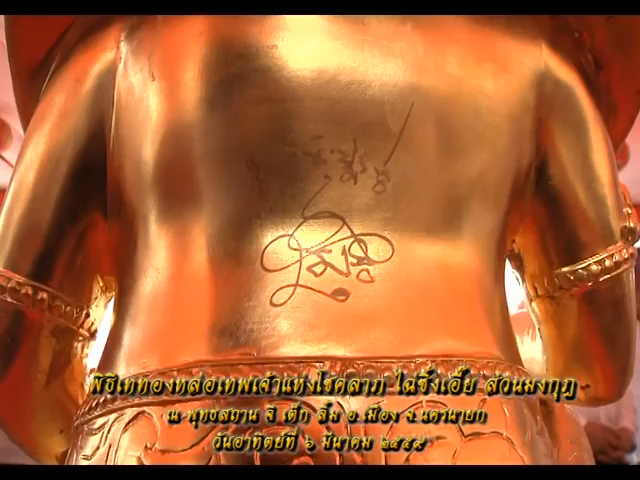 พิธีเททองหล่อเทพเจ้าแห่งโชคลาภ ไฉ่ซิ้งเอี๊ย สวนมงกุฎ
ณ พุทธสถาน จี เต็ก ลิ้ม อ.เมือง จ.นครนายก
วันอาทิตย์ที่ ๖ มีนาคม ๒๕๕๙